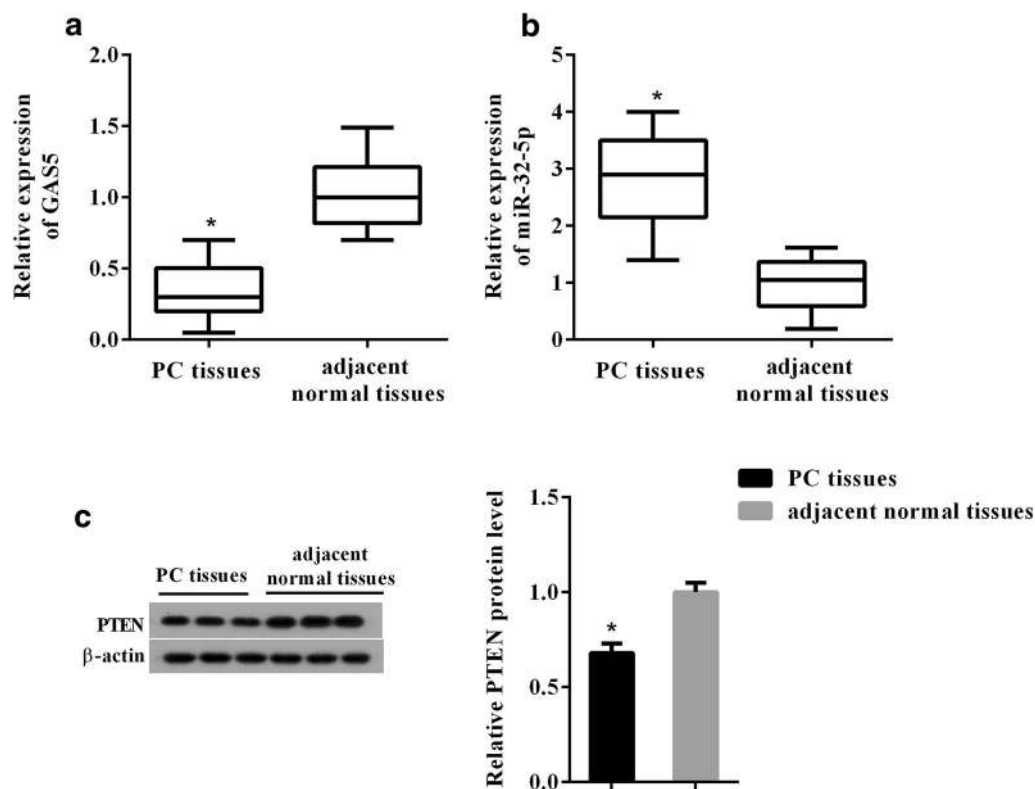 a
2.0
1.5
1.0
0.5
0.0
Relative expression
of GAS5
*
PC tissues
adjacent
normal tissues
b
5
4
3
2
1
0
Relative expression
of miR-32-5p
*
PC tissues
adjacent
normal tissues
c
PC tissues
adjacent
normal tissues
PTEN
β-actin
PC tissues
adjacent normal tissues
1.5
1.0
0.5
0.0
Relative PTEN protein level
*